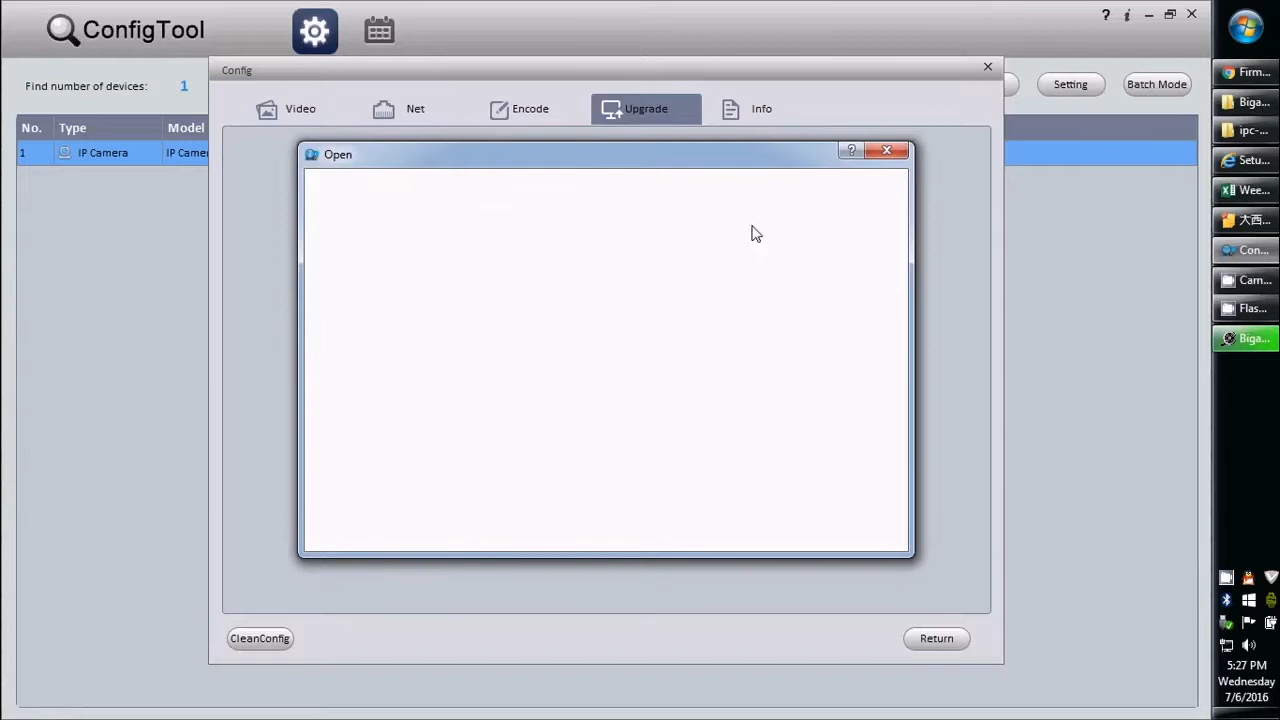 ConfigTool
Find number of devices: 1
Setting
Batch Mode
No. Type Model
1 IP Camera IP Camer
Config
Video Net Encode Upgrade Info
Open
CleanConfig
Return
Firm...
Biga...
ipc-...
Setu...
Wee...
大西...
Con...
Cam...
Flas...
Biga...
5:27 PM
Wednesday
7/6/2016